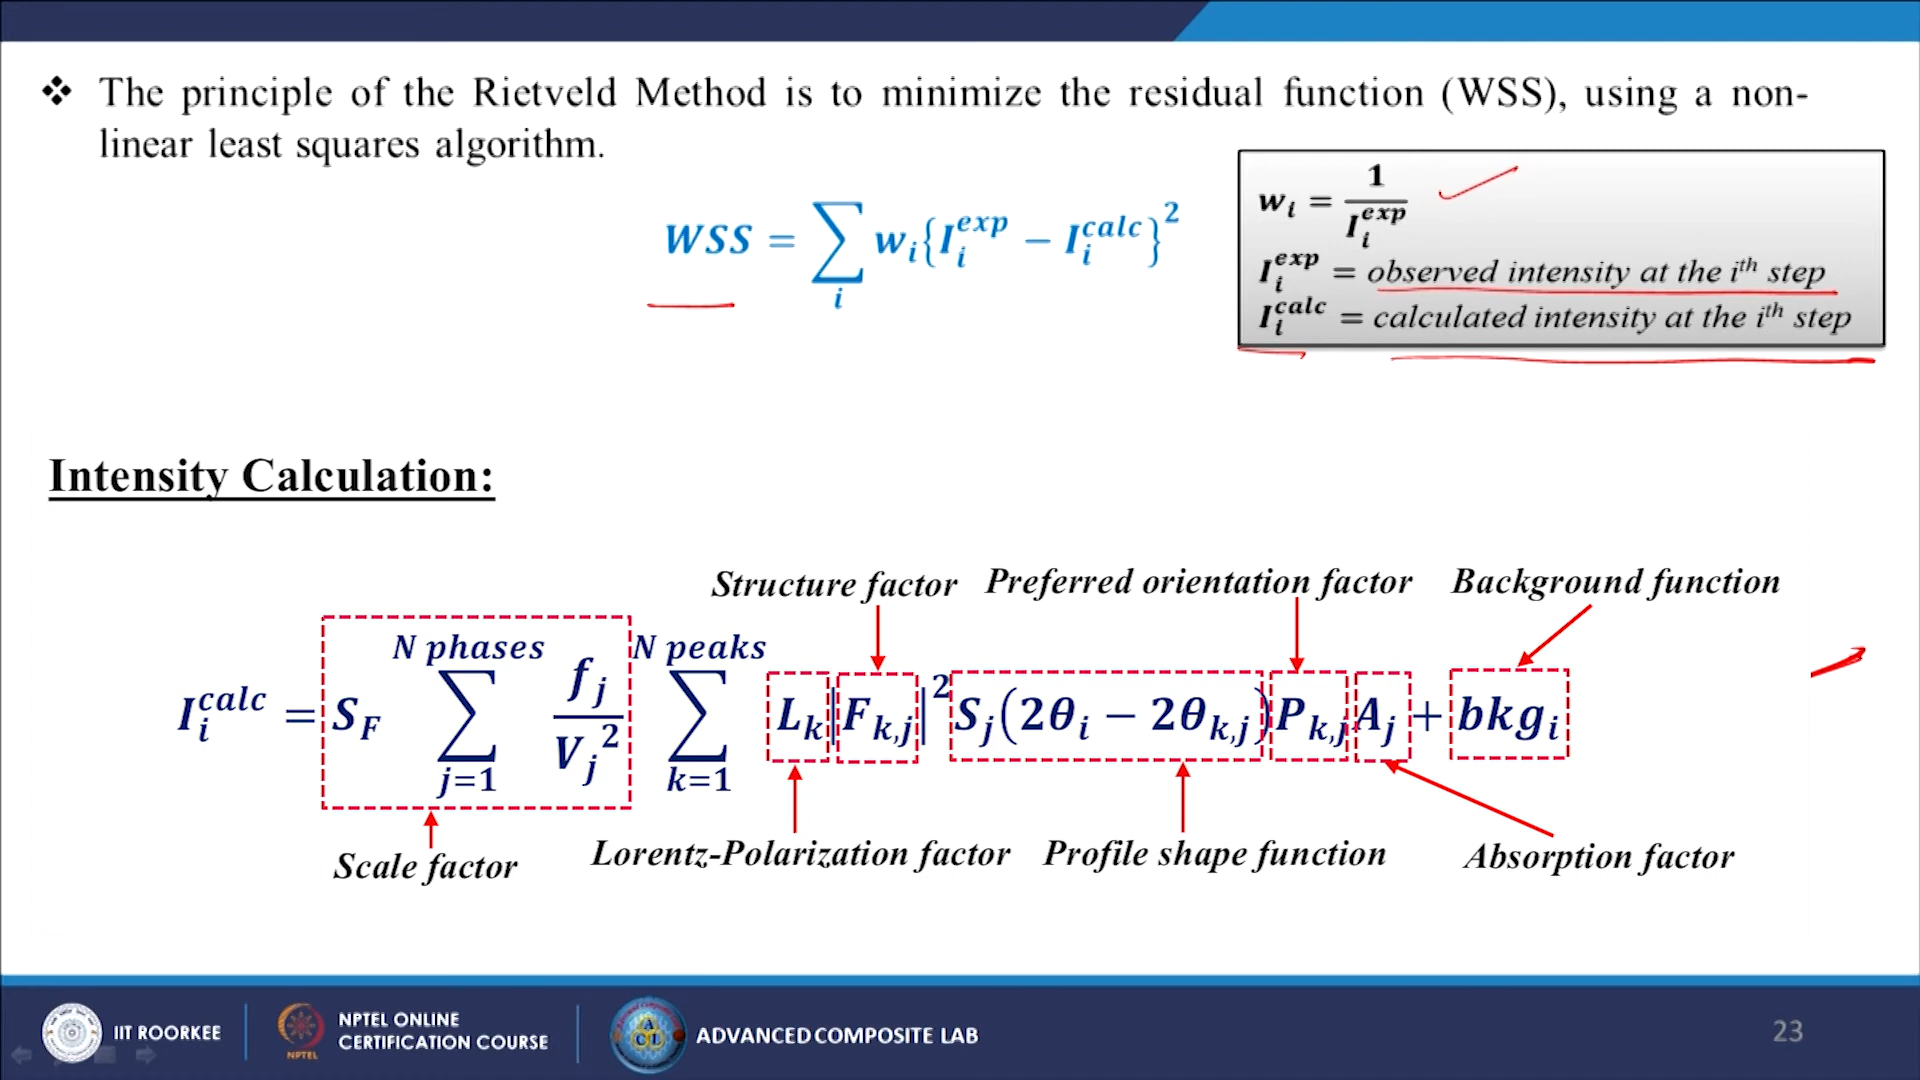 ❖ The principle of the Rietveld Method is to minimize the residual function (WSS), using a non-
linear least squares algorithm.
WSS = ∑_i w_i{I_i^exp − I_i^calc}^2
w_i = 1 / I_i^exp
I_i^exp = observed intensity at the i^th step
I_i^calc = calculated intensity at the i^th step
Intensity Calculation:
Structure factor Preferred orientation factor Background function
I_i^calc = S_F ∑_{j=1}^{N phases} f_j / V_j^2 ∑_{k=1}^{N peaks} L_k |F_{k,j}|^2 S_j(2θ_i − 2θ_{k,j}) P_{k,j} A_j + bkg_i
Scale factor Lorentz-Polarization factor Profile shape function Absorption factor
IIT ROORKEE
NPTEL
NPTEL ONLINE
CERTIFICATION COURSE
ADVANCED COMPOSITE LAB
23